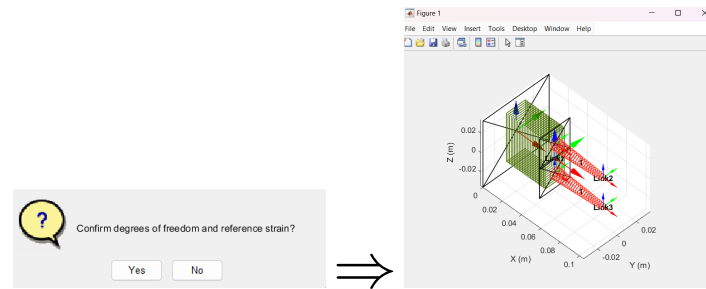 Figure 1
File Edit View Insert Tools Desktop Window Help
Z (m)
0.02
0
-0.02
Link1
1
Link2
1
Link3
0
0.02
0.04
0.06
0.08
0.1
X (m)
-0.02
0
0.02
Y (m)
?
Confirm degrees of freedom and reference strain?
Yes No
⇒